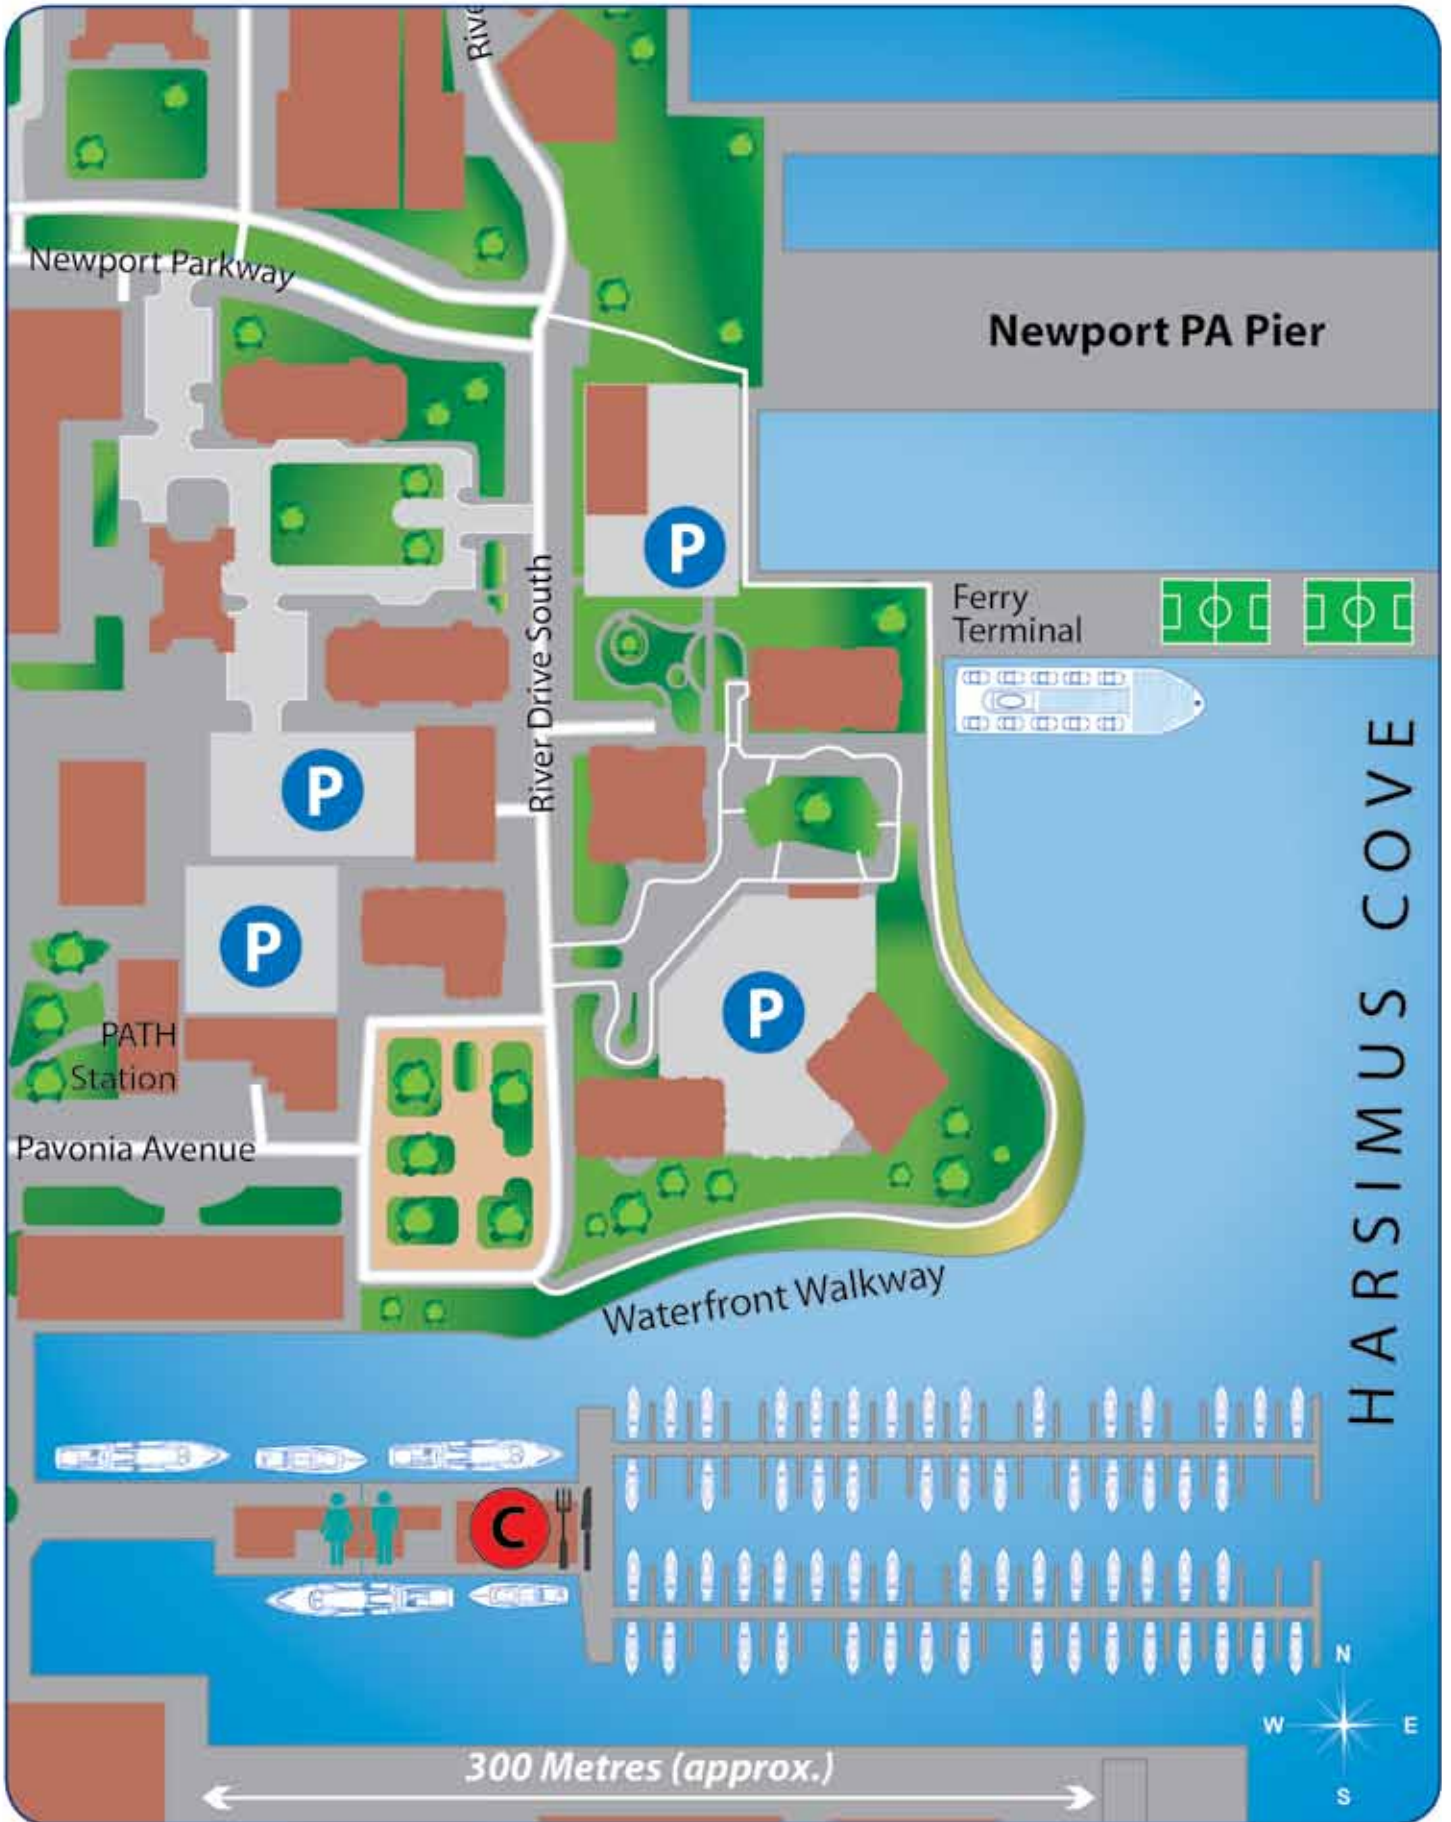 Rive
Newport Parkway
Newport PA Pier
P
River Drive South
Ferry
Terminal
P
P
P
PATH
Station
Pavonia Avenue
HARSIMUS COVE
Waterfront Walkway
C
N
W
E
S
300 Metres (approx.)